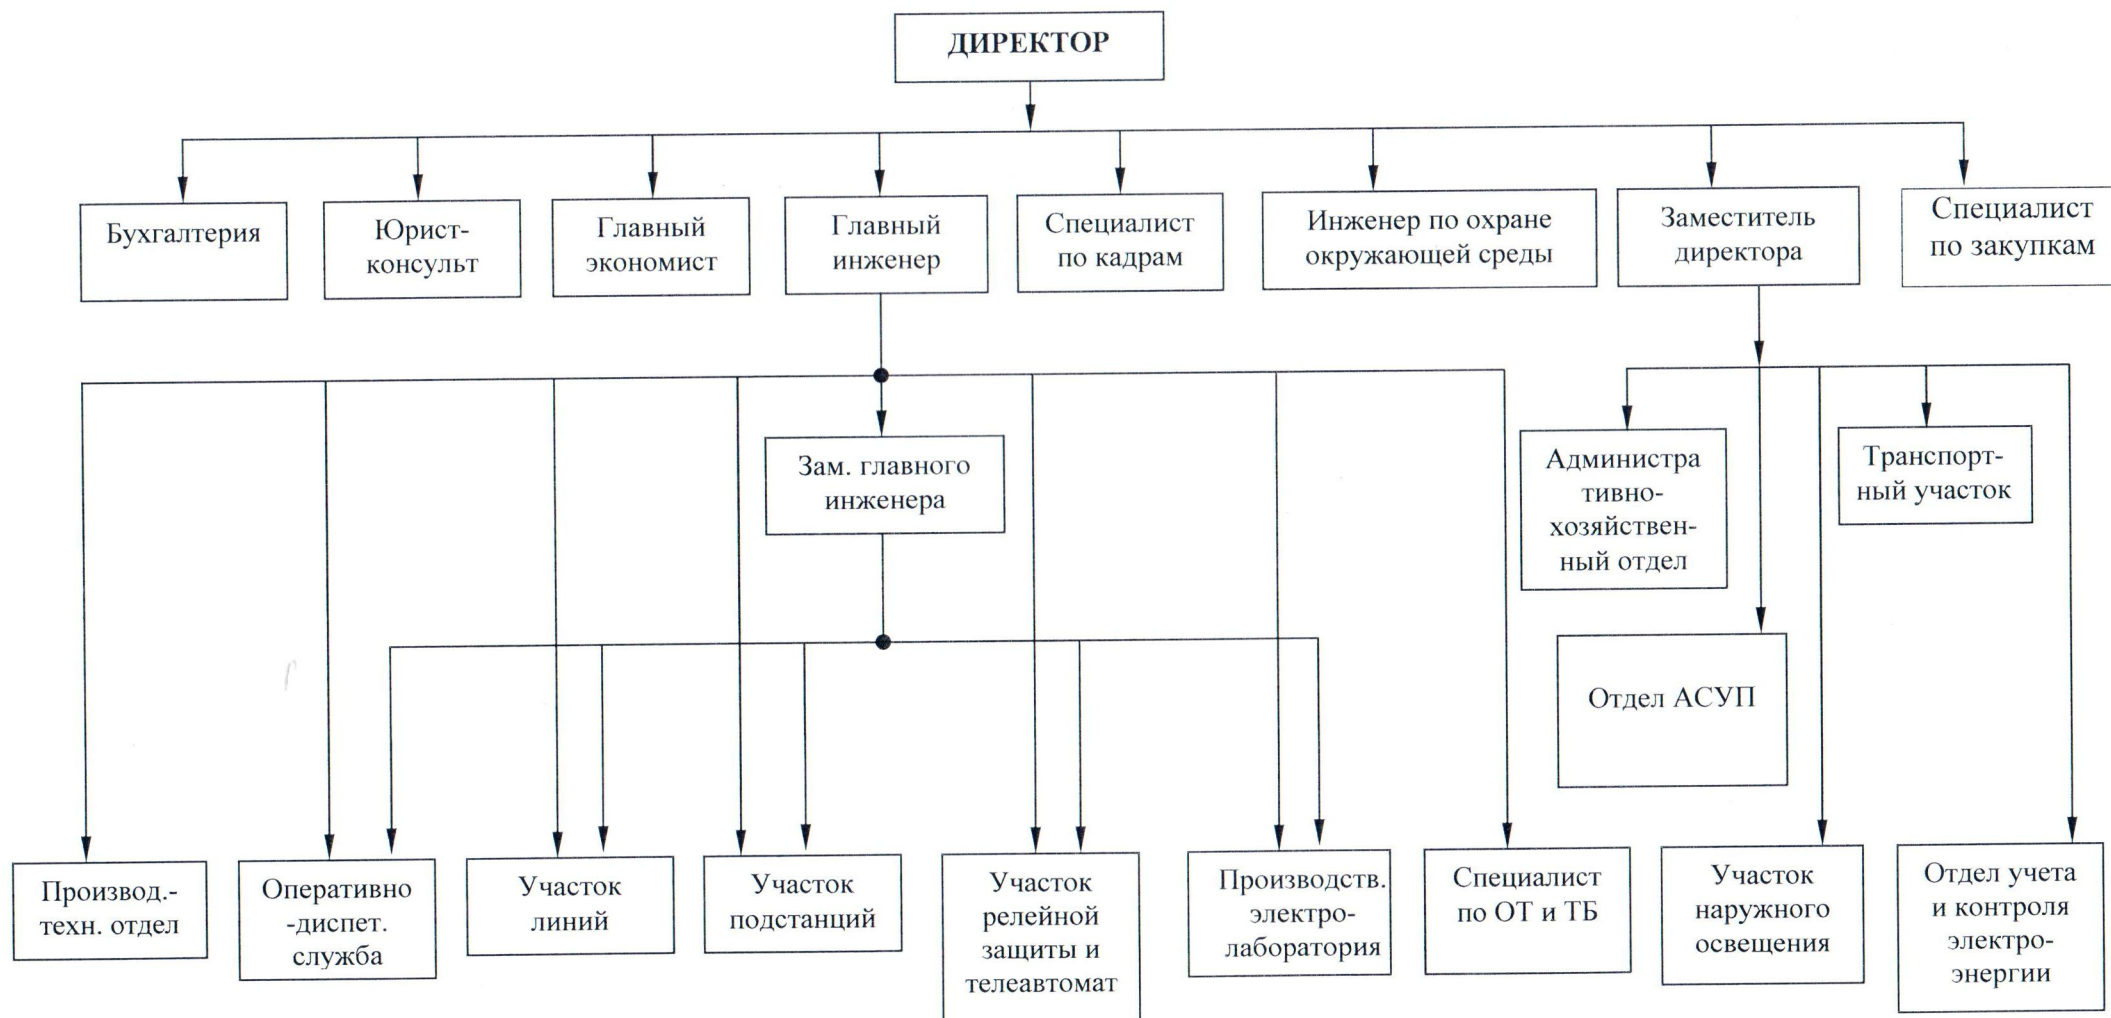 ДИРЕКТОР
Бухгалтерия
Юрист-
консульт
Главный
экономист
Главный
инженер
Специалист
по кадрам
Инженер по охране
окружающей среды
Заместитель
директора
Специалист
по закупкам
Зам. главного
инженера
Администра
тивно-
хозяйствен-
ный отдел
Транспорт-
ный участок
Отдел АСУП
Производ.-
техн. отдел
Оперативно
-диспет.
служба
Участок
линий
Участок
подстанций
Участок
релейной
защиты и
телеавтомат
Производств.
электро-
лаборатория
Специалист
по ОТ и ТБ
Участок
наружного
освещения
Отдел учета
и контроля
электро-
энергии